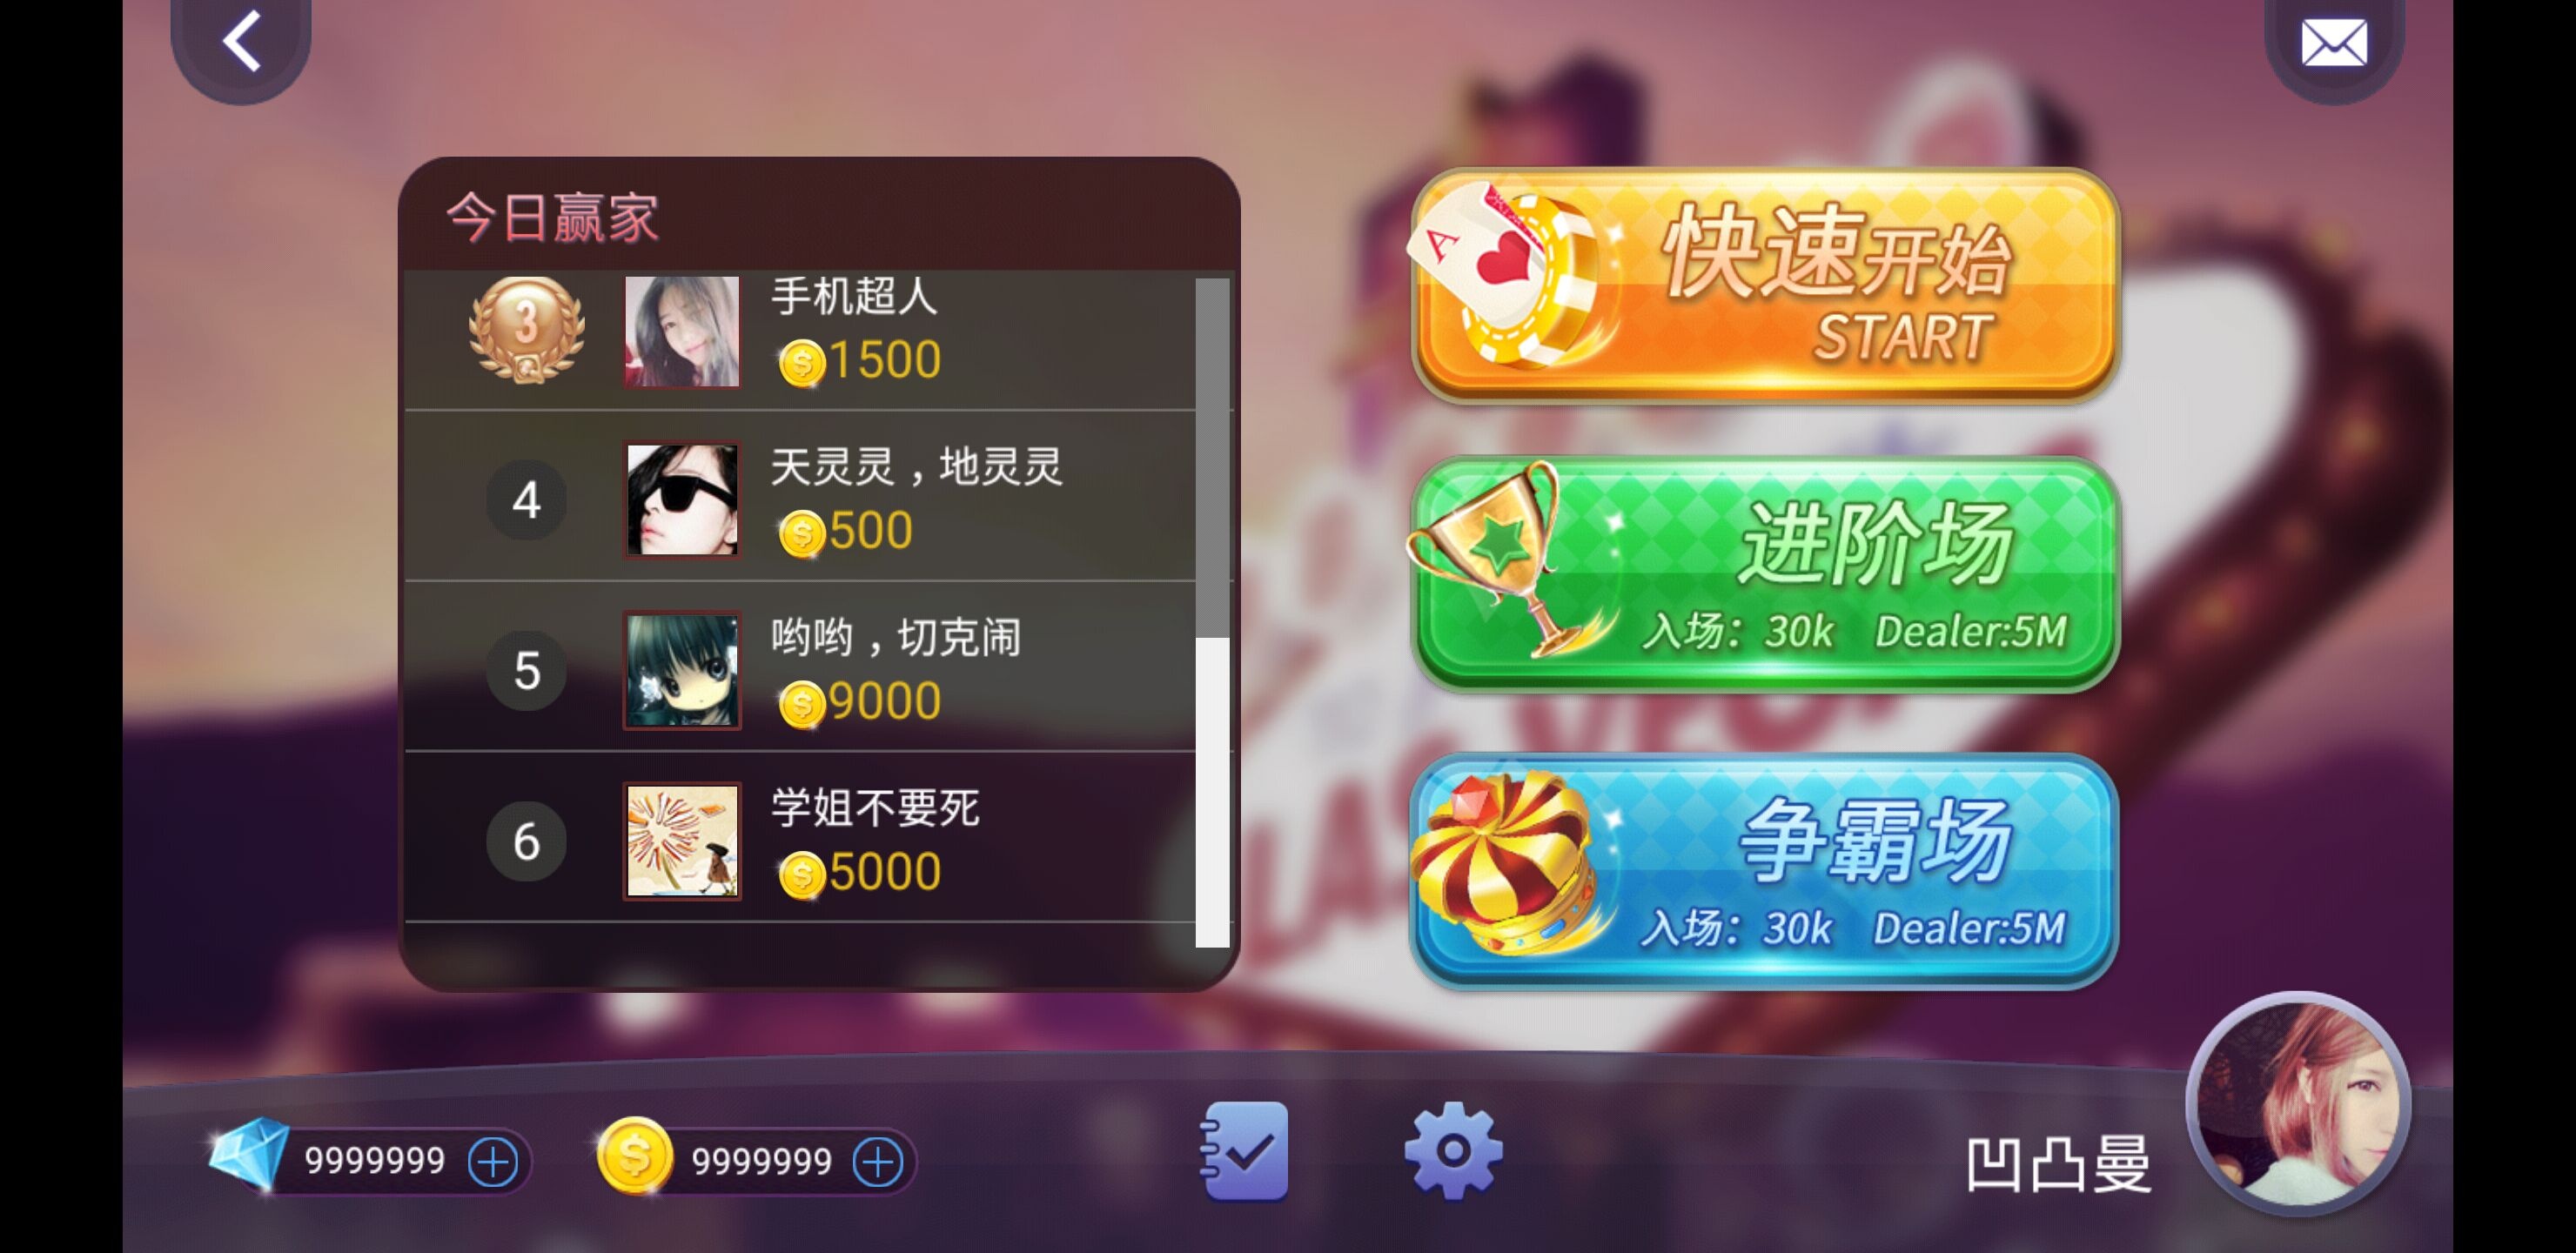 今日赢家
3
手机超人
1500
4
天灵灵，地灵灵
500
5
哟哟，切克闹
9000
6
学姐不要死
5000
A
快速开始
START
进阶场
入场：30k Dealer:5M
争霸场
入场：30k Dealer:5M
9999999
9999999
凹凸曼